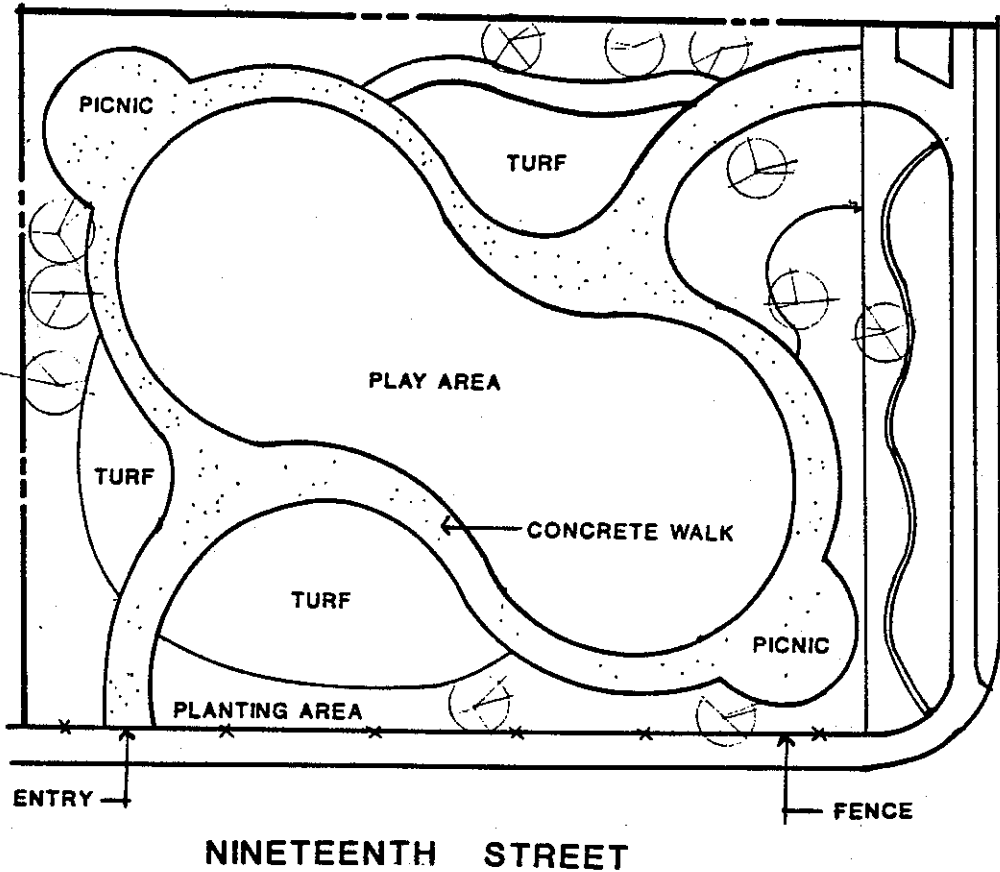 PICNIC
TURF
PLAY AREA
TURF
CONCRETE WALK
TURF
PICNIC
PLANTING AREA
ENTRY
FENCE
NINETEENTH STREET